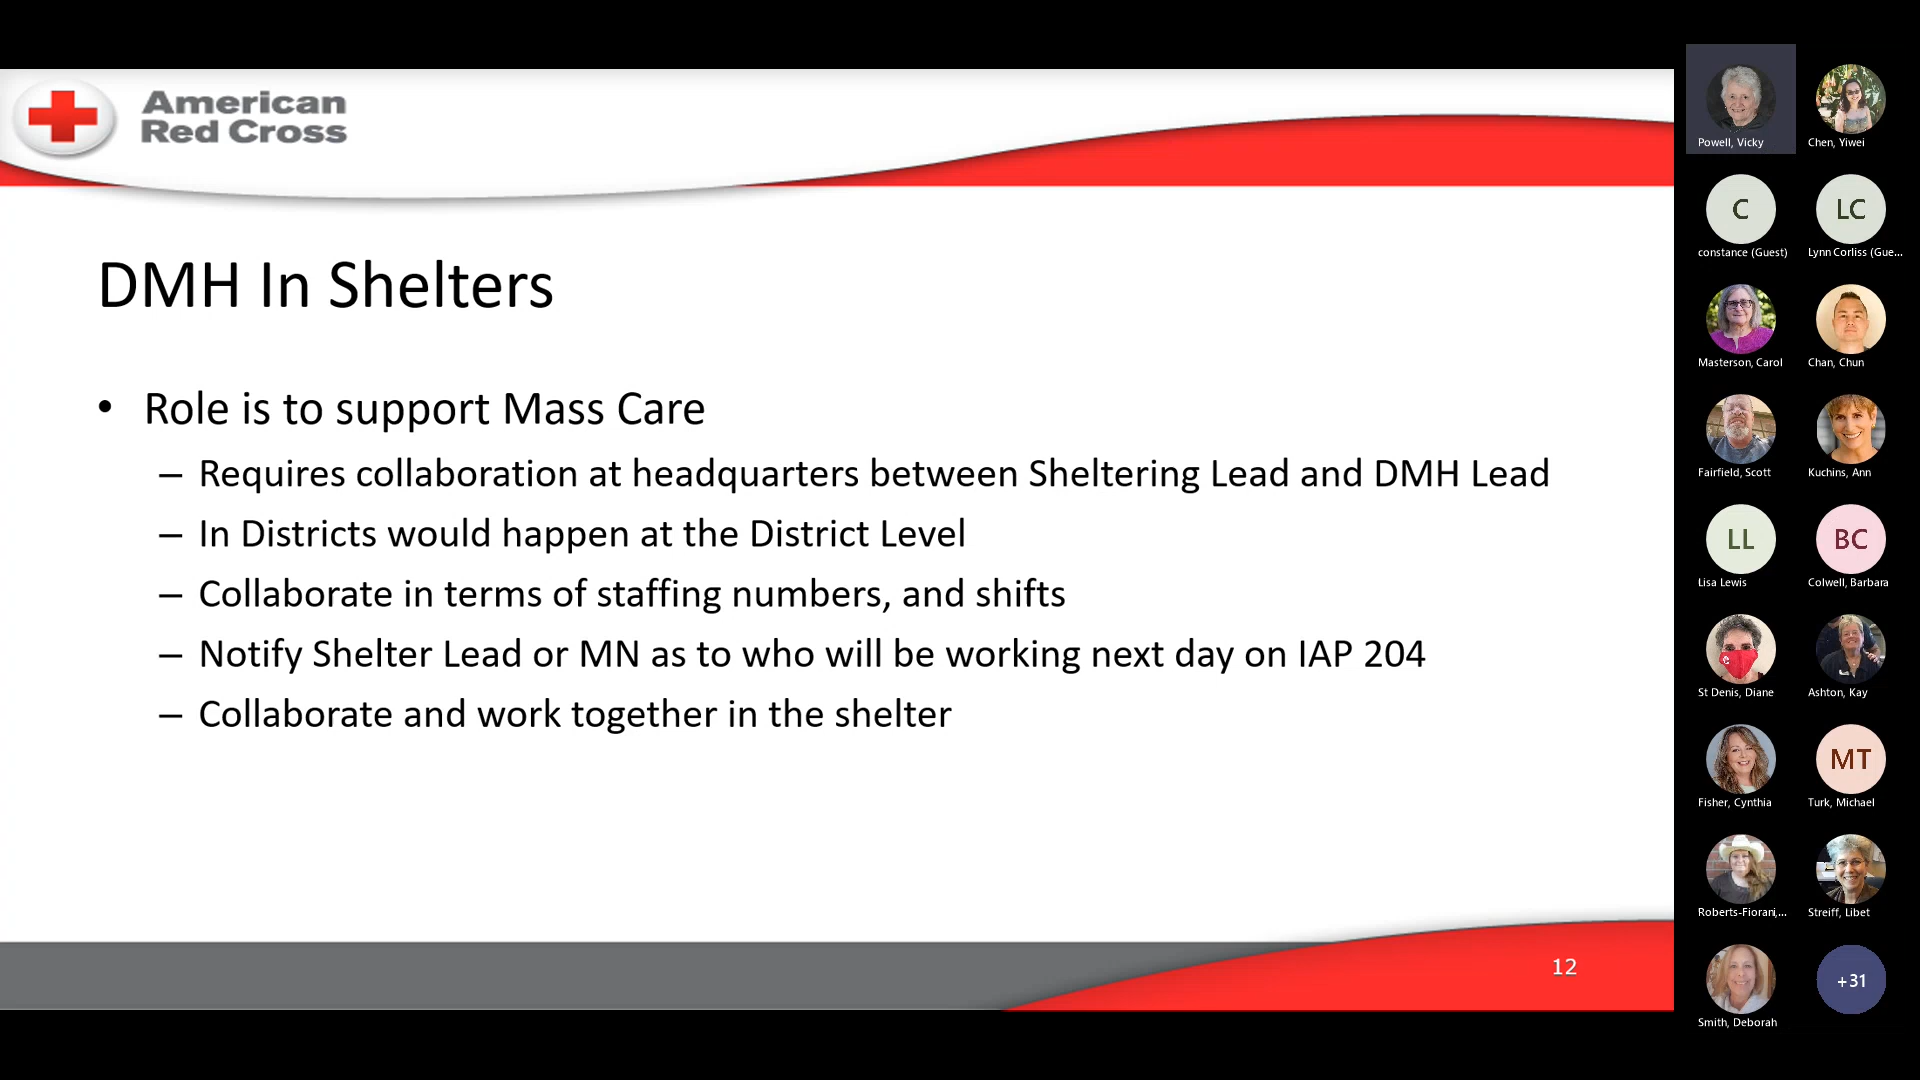 American
Red Cross
DMH In Shelters
• Role is to support Mass Care
– Requires collaboration at headquarters between Sheltering Lead and DMH Lead
– In Districts would happen at the District Level
– Collaborate in terms of staffing numbers, and shifts
– Notify Shelter Lead or MN as to who will be working next day on IAP 204
– Collaborate and work together in the shelter
12
Powell, Vicky
Chen, Yiwei
C
LC
constance (Guest)
Lynn Corliss (Gue...
Masterson, Carol
Chan, Chun
Fairfield, Scott
Kuchins, Ann
LL
BC
Lisa Lewis
Colwell, Barbara
St Denis, Diane
Ashton, Kay
MT
Fisher, Cynthia
Turk, Michael
Roberts-Fiorani,...
Streiff, Libet
+31
Smith, Deborah